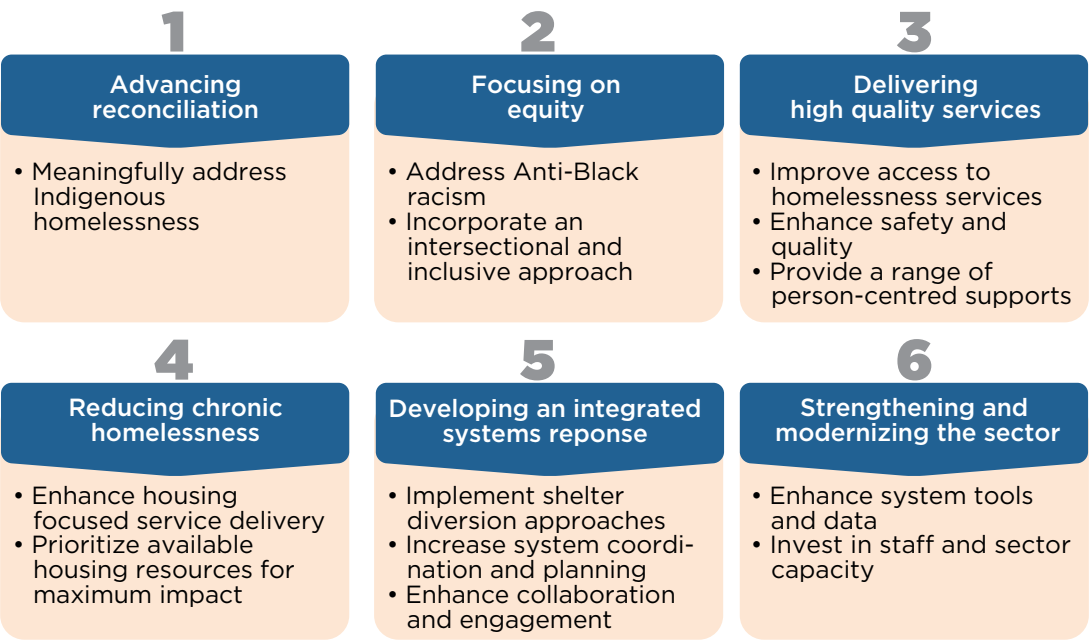 1
Advancing
reconciliation
• Meaningfully address
Indigenous
homelessness
2
Focusing on
equity
• Address Anti-Black
racism
• Incorporate an
intersectional and
inclusive approach
3
Delivering
high quality services
• Improve access to
homelessness services
• Enhance safety and
quality
• Provide a range of
person-centred supports
4
Reducing chronic
homelessness
• Enhance housing
focused service delivery
• Prioritize available
housing resources for
maximum impact
5
Developing an integrated
systems reponse
• Implement shelter
diversion approaches
• Increase system coordi-
nation and planning
• Enhance collaboration
and engagement
6
Strengthening and
modernizing the sector
• Enhance system tools
and data
• Invest in staff and sector
capacity